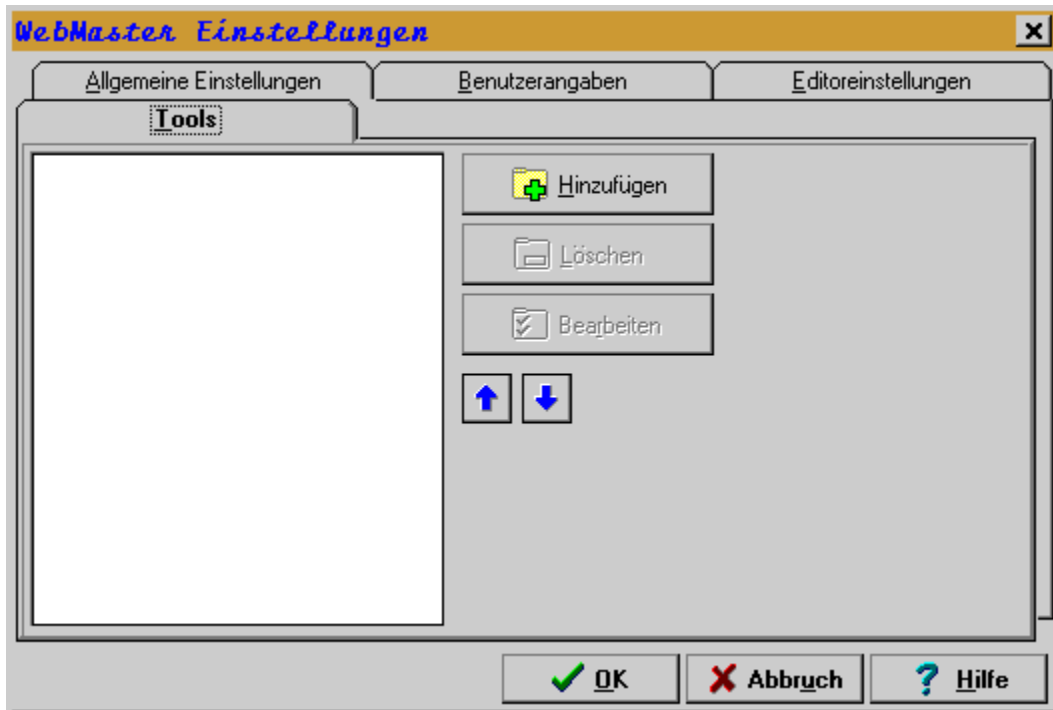 WebMaster Einstellungen
Allgemeine Einstellungen
Benutzerangaben
Editoreinstellungen
Tools
Hinzufügen
Löschen
Bearbeiten
OK
Abbruch
Hilfe